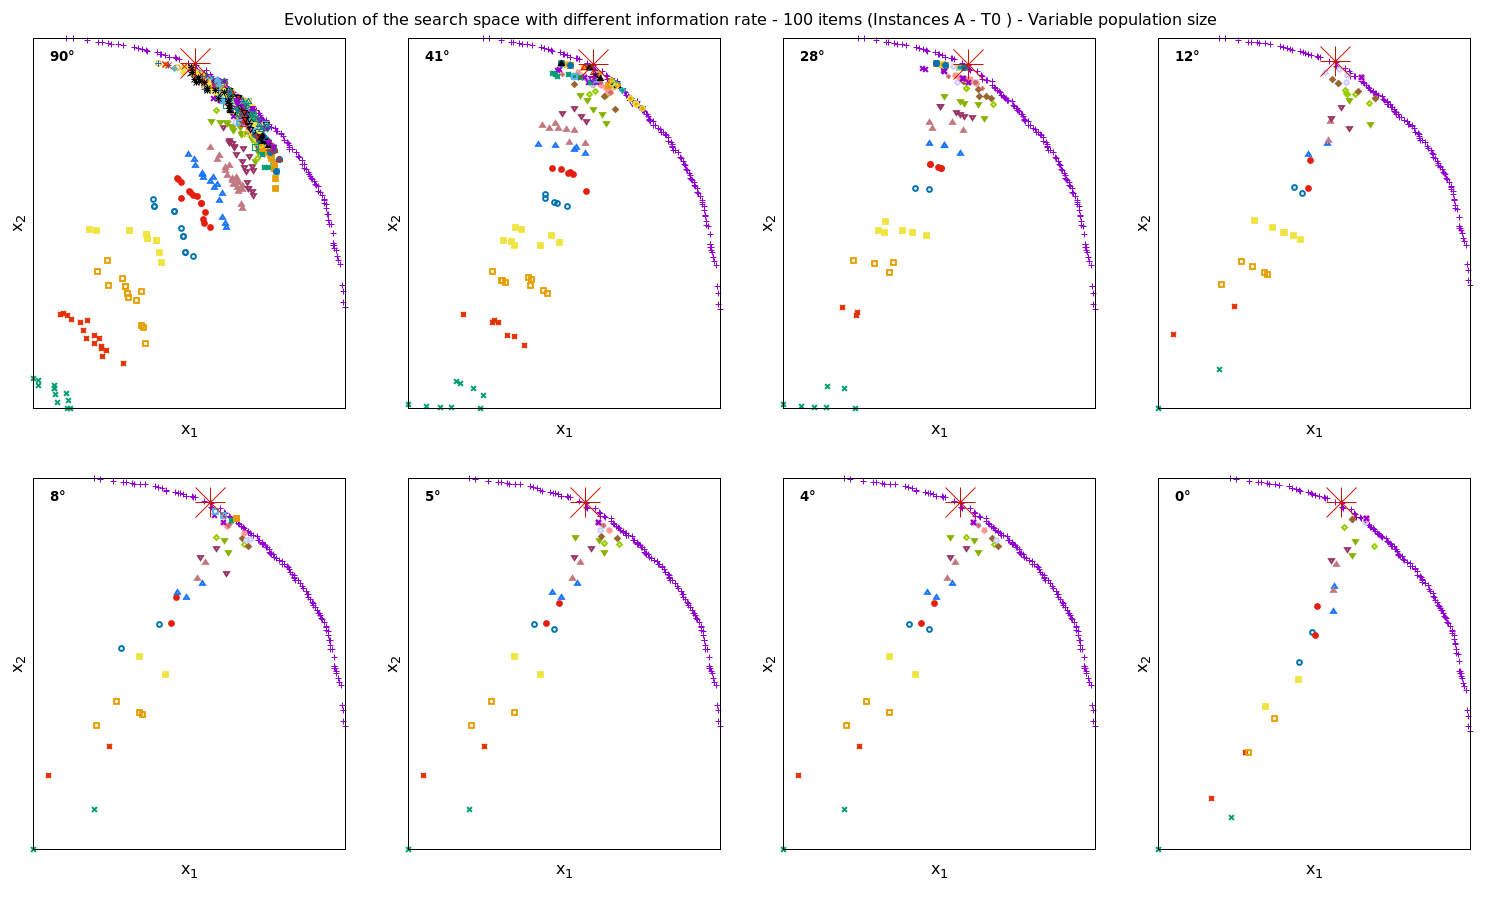 Evolution of the search space with different information rate - 100 items (Instances A - T0 ) - Variable population size
90°
41°
28°
12°
x2
x2
x2
x2
x1
x1
x1
x1
8°
5°
4°
0°
x2
x2
x2
x2
x1
x1
x1
x1